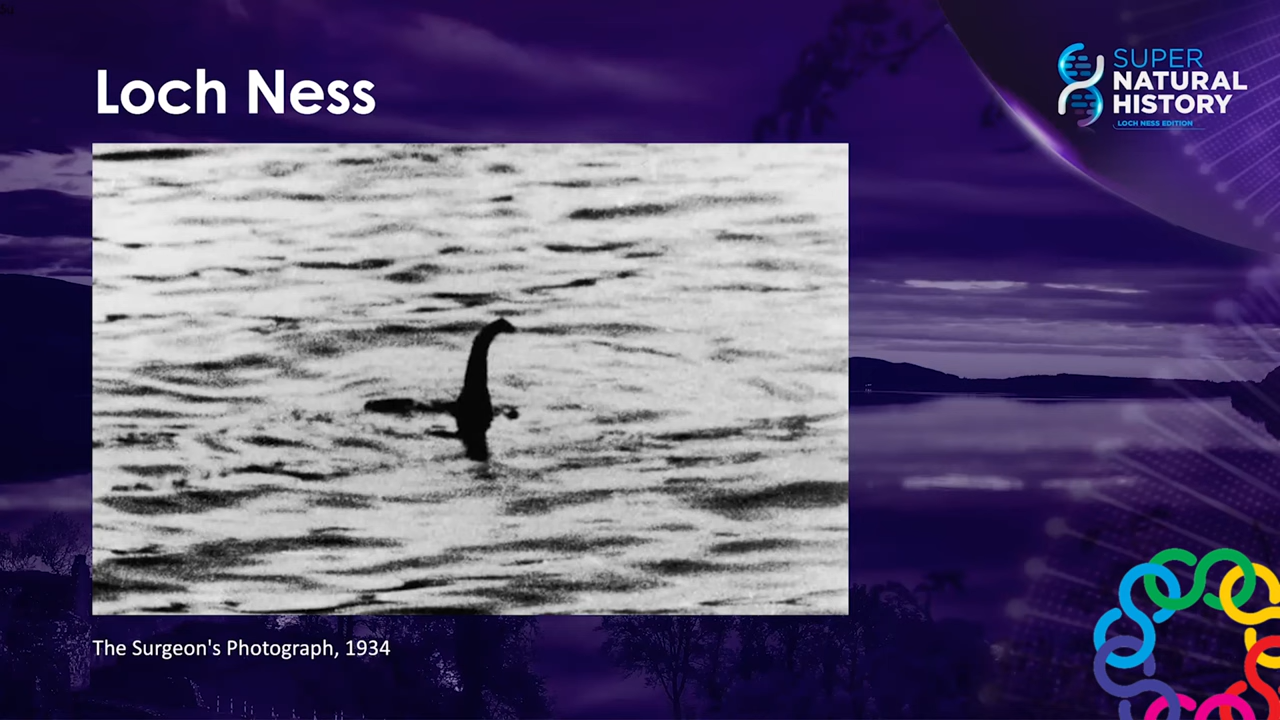 Loch Ness
SUPER
NATURAL
HISTORY
LOCH NESS EDITION
The Surgeon's Photograph, 1934